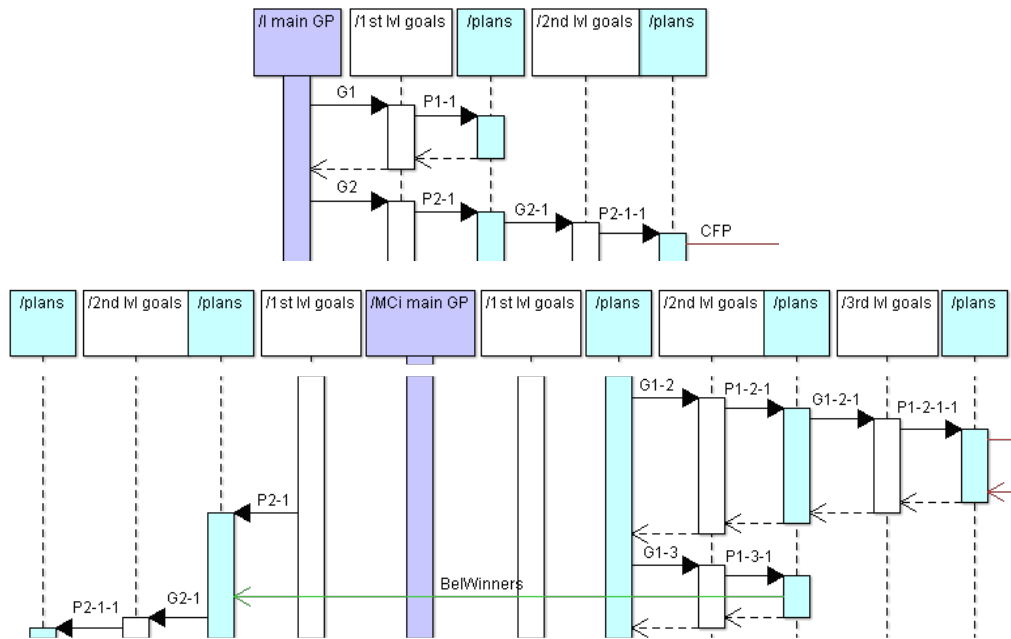 /I main GP
/1st lvl goals
/plans
/2nd lvl goals
/plans
G1
P1-1
G2
P2-1
G2-1
P2-1-1
CFP
/plans
/2nd lvl goals
/plans
/1st lvl goals
/MCi main GP
/1st lvl goals
/plans
/2nd lvl goals
/plans
/3rd lvl goals
/plans
G1-2
P1-2-1
G1-2-1
P1-2-1-1
P2-1
G1-3
P1-3-1
BelWinners
G2-1
P2-1-1